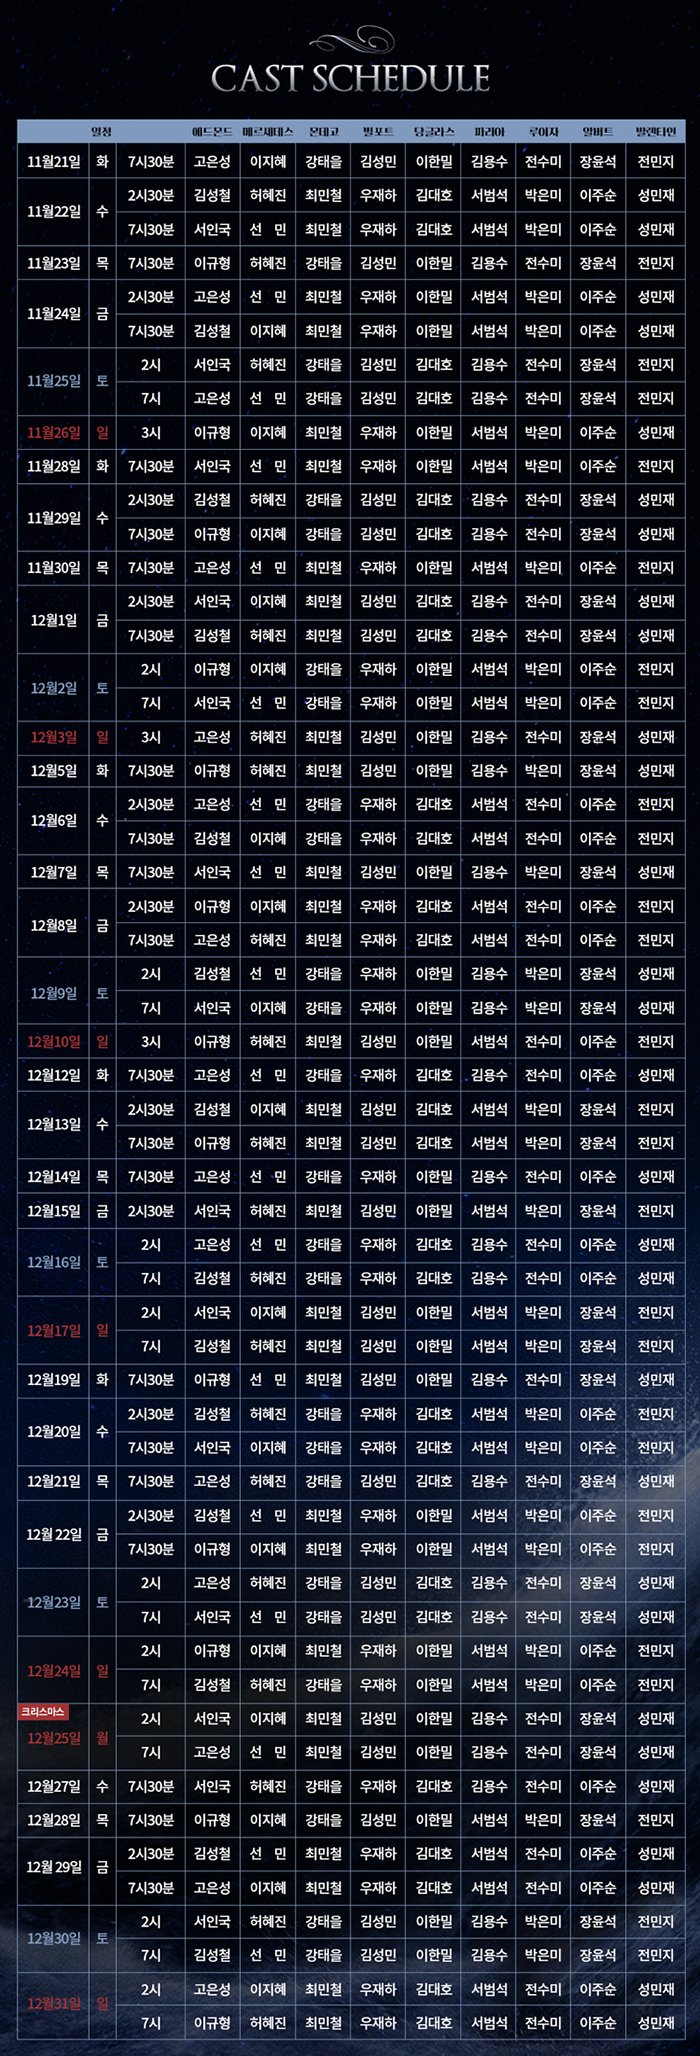 CAST SCHEDULE
일정 에드몬드 메르세데스 몬데고 빌포트 당글라스 파리아 루이자 알버트 발렌타인
11월21일 화 7시30분 고은성 이지혜 강태을 김성민 이한밀 김용수 전수미 장윤석 전민지
11월22일 수 2시30분 김성철 허혜진 최민철 우재하 김대호 서범석 박은미 이주순 성민재
7시30분 서인국 선 민 최민철 우재하 김대호 서범석 박은미 이주순 성민재
11월23일 목 7시30분 이규형 허혜진 강태을 김성민 이한밀 김용수 전수미 장윤석 전민지
11월24일 금 2시30분 고은성 선 민 최민철 우재하 이한밀 서범석 박은미 이주순 성민재
7시30분 김성철 이지혜 최민철 우재하 이한밀 서범석 박은미 이주순 성민재
11월25일 토 2시 서인국 허혜진 강태을 김성민 김대호 김용수 전수미 장윤석 전민지
7시 고은성 선 민 강태을 김성민 김대호 김용수 전수미 장윤석 전민지
11월26일 일 3시 이규형 이지혜 최민철 우재하 이한밀 서범석 박은미 이주순 성민재
11월28일 화 7시30분 서인국 선 민 최민철 우재하 이한밀 서범석 박은미 이주순 전민지
11월29일 수 2시30분 김성철 허혜진 강태을 김성민 김대호 김용수 전수미 장윤석 성민재
7시30분 이규형 이지혜 강태을 김성민 김대호 김용수 전수미 장윤석 성민재
11월30일 목 7시30분 고은성 선 민 최민철 우재하 이한밀 서범석 박은미 이주순 전민지
12월1일 금 2시30분 서인국 이지혜 최민철 김성민 김대호 김용수 전수미 장윤석 성민재
7시30분 김성철 허혜진 최민철 김성민 김대호 김용수 전수미 장윤석 성민재
12월2일 토 2시 이규형 이지혜 강태을 우재하 이한밀 서범석 박은미 이주순 전민지
7시 서인국 선 민 강태을 우재하 이한밀 서범석 박은미 이주순 전민지
12월3일 일 3시 고은성 허혜진 최민철 김성민 이한밀 김용수 전수미 장윤석 성민재
12월5일 화 7시30분 이규형 허혜진 최민철 김성민 이한밀 김용수 박은미 장윤석 성민재
12월6일 수 2시30분 고은성 선 민 강태을 우재하 김대호 서범석 전수미 이주순 전민지
7시30분 김성철 이지혜 강태을 우재하 김대호 서범석 전수미 이주순 전민지
12월7일 목 7시30분 서인국 선 민 최민철 김성민 이한밀 김용수 박은미 장윤석 성민재
12월8일 금 2시30분 이규형 이지혜 최민철 우재하 김대호 서범석 전수미 이주순 전민지
7시30분 고은성 허혜진 최민철 우재하 김대호 서범석 전수미 이주순 전민지
12월9일 토 2시 김성철 선 민 강태을 우재하 이한밀 김용수 박은미 장윤석 성민재
7시 서인국 이지혜 강태을 우재하 이한밀 김용수 박은미 장윤석 성민재
12월10일 일 3시 이규형 허혜진 최민철 김성민 이한밀 서범석 전수미 이주순 전민지
12월12일 화 7시30분 고은성 선 민 강태을 우재하 김대호 김용수 전수미 이주순 성민재
12월13일 수 2시30분 김성철 이지혜 최민철 김성민 김대호 서범석 박은미 장윤석 전민지
7시30분 이규형 허혜진 최민철 김성민 김대호 서범석 박은미 장윤석 전민지
12월14일 목 7시30분 고은성 선 민 강태을 우재하 이한밀 김용수 전수미 이주순 성민재
12월15일 금 2시30분 서인국 허혜진 최민철 김성민 이한밀 서범석 박은미 장윤석 전민지
12월16일 토 2시 고은성 선 민 강태을 우재하 김대호 김용수 전수미 이주순 성민재
7시 김성철 허혜진 강태을 우재하 김대호 김용수 전수미 이주순 성민재
12월17일 일 2시 서인국 이지혜 최민철 김성민 이한밀 서범석 박은미 장윤석 전민지
7시 김성철 허혜진 최민철 김성민 이한밀 서범석 박은미 장윤석 전민지
12월19일 화 7시30분 이규형 선 민 최민철 김성민 이한밀 김용수 전수미 장윤석 성민재
12월20일 수 2시30분 김성철 허혜진 강태을 우재하 김대호 서범석 박은미 이주순 전민지
7시30분 서인국 이지혜 강태을 우재하 김대호 서범석 박은미 이주순 전민지
12월21일 목 7시30분 고은성 허혜진 강태을 김성민 김대호 김용수 전수미 장윤석 성민재
12월 22일 금 2시30분 김성철 선 민 최민철 우재하 이한밀 서범석 박은미 이주순 전민지
7시30분 이규형 이지혜 최민철 우재하 이한밀 서범석 박은미 이주순 전민지
12월23일 토 2시 고은성 허혜진 강태을 김성민 김대호 김용수 전수미 장윤석 성민재
7시 서인국 선 민 강태을 김성민 김대호 김용수 전수미 장윤석 성민재
12월24일 일 2시 이규형 이지혜 최민철 우재하 이한밀 서범석 박은미 이주순 전민지
7시 김성철 허혜진 강태을 우재하 이한밀 서범석 박은미 이주순 전민지
크리스마스
12월25일 월 2시 서인국 이지혜 최민철 김성민 이한밀 김용수 전수미 장윤석 성민재
7시 고은성 선 민 최민철 김성민 이한밀 김용수 전수미 장윤석 성민재
12월27일 수 7시30분 서인국 허혜진 강태을 우재하 김대호 김용수 전수미 이주순 성민재
12월28일 목 7시30분 이규형 이지혜 강태을 김성민 이한밀 서범석 박은미 장윤석 전민지
12월 29일 금 2시30분 김성철 선 민 최민철 우재하 김대호 서범석 전수미 이주순 성민재
7시30분 고은성 이지혜 최민철 우재하 김대호 서범석 전수미 이주순 성민재
12월30일 토 2시 서인국 허혜진 강태을 김성민 이한밀 김용수 박은미 장윤석 전민지
7시 김성철 선 민 강태을 김성민 이한밀 김용수 박은미 장윤석 전민지
12월31일 일 2시 고은성 이지혜 최민철 우재하 김대호 서범석 전수미 이주순 성민재
7시 이규형 허혜진 최민철 우재하 김대호 서범석 전수미 이주순 성민재